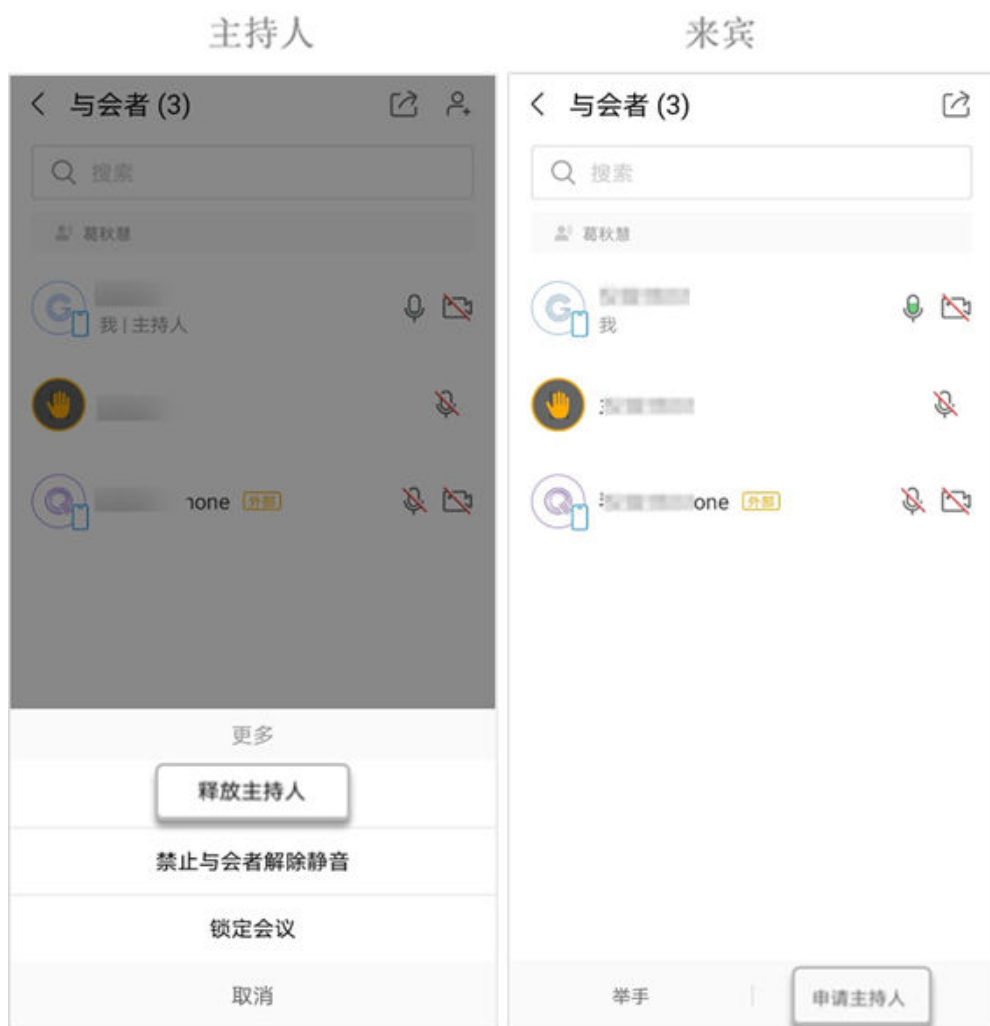 主持人
来宾
与会者 (3)
搜索
葛秋慧
我 | 主持人
none 外部
更多
释放主持人
禁止与会者解除静音
锁定会议
取消
与会者 (3)
搜索
葛秋慧
我
one 外部
举手
申请主持人